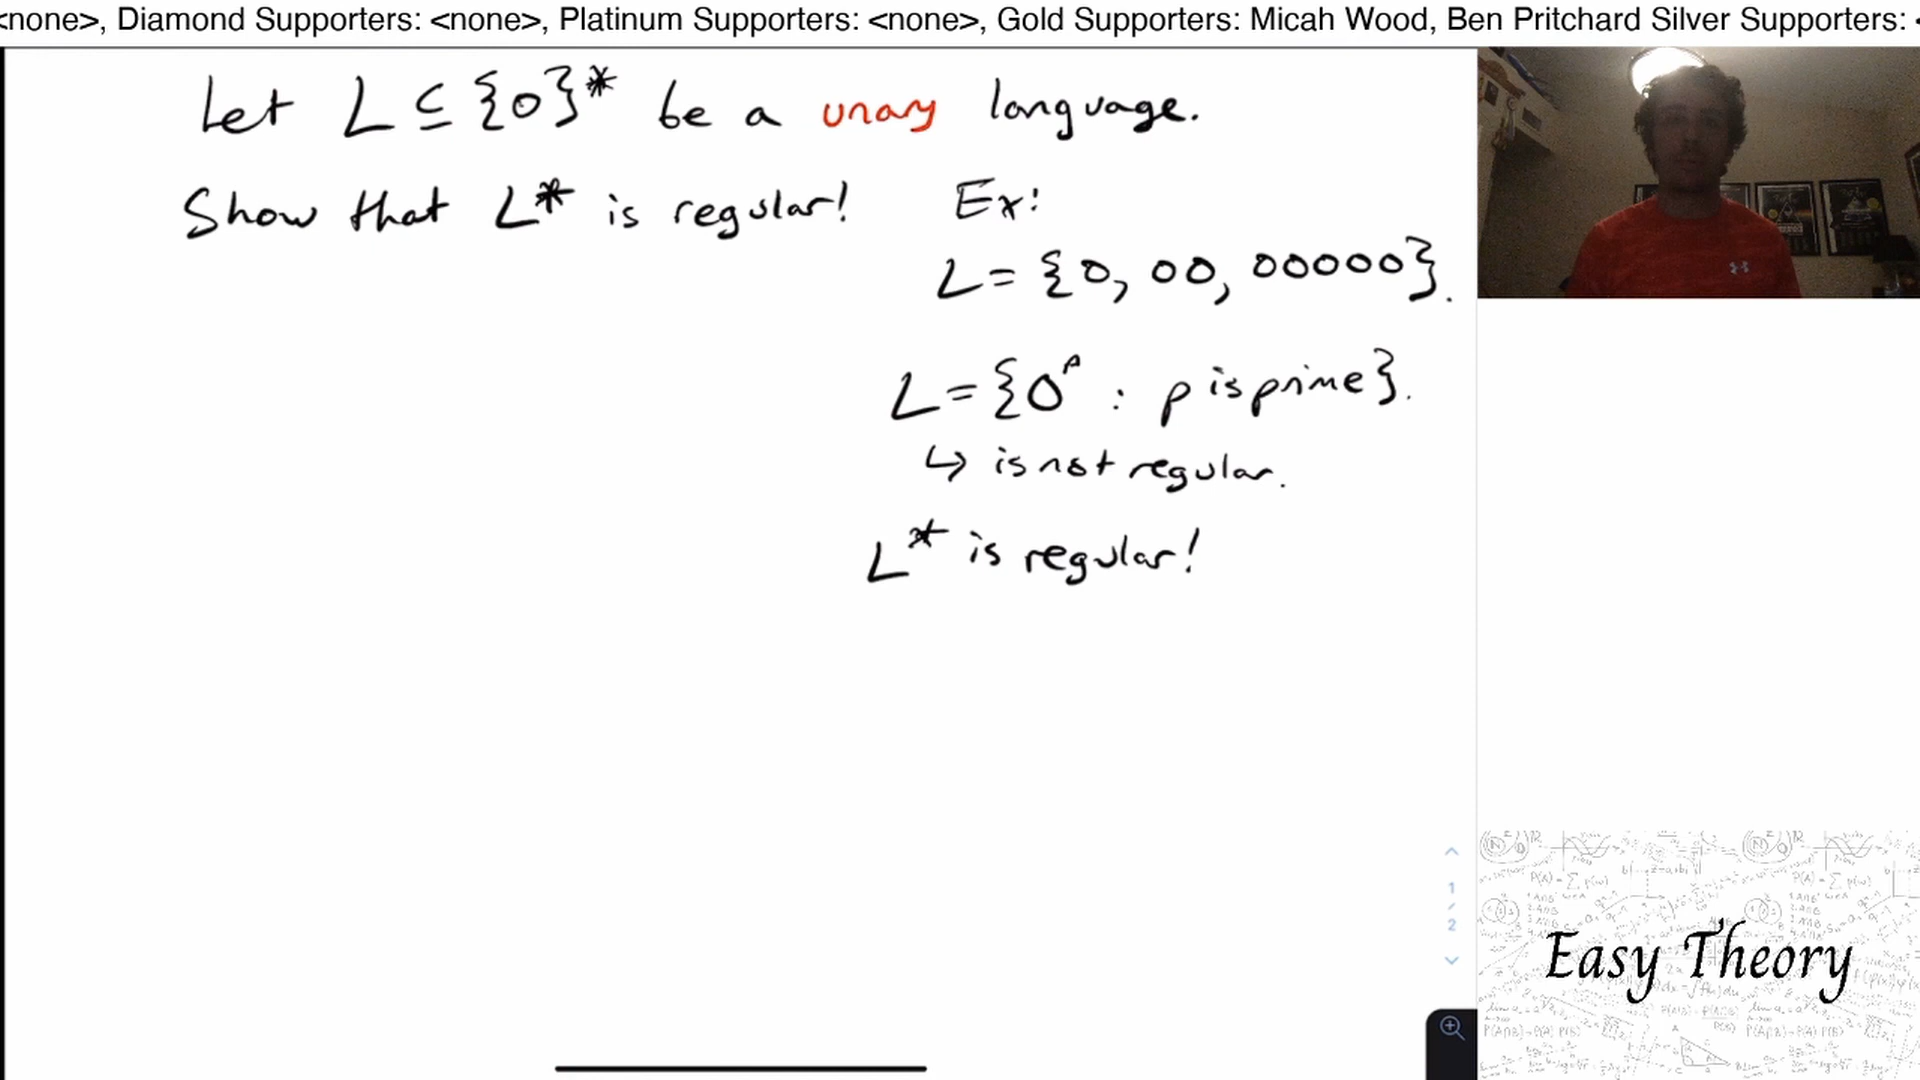 <none>, Diamond Supporters: <none>, Platinum Supporters: <none>, Gold Supporters: Micah Wood, Ben Pritchard Silver Supporters: <
Let L ⊆ {0}* be a unary language.
Show that L* is regular!
Ex:
L = {0, 00, 00000}.
L = {0^p : p is prime}.
↳ is not regular.
L* is regular!
1
2
Easy Theory